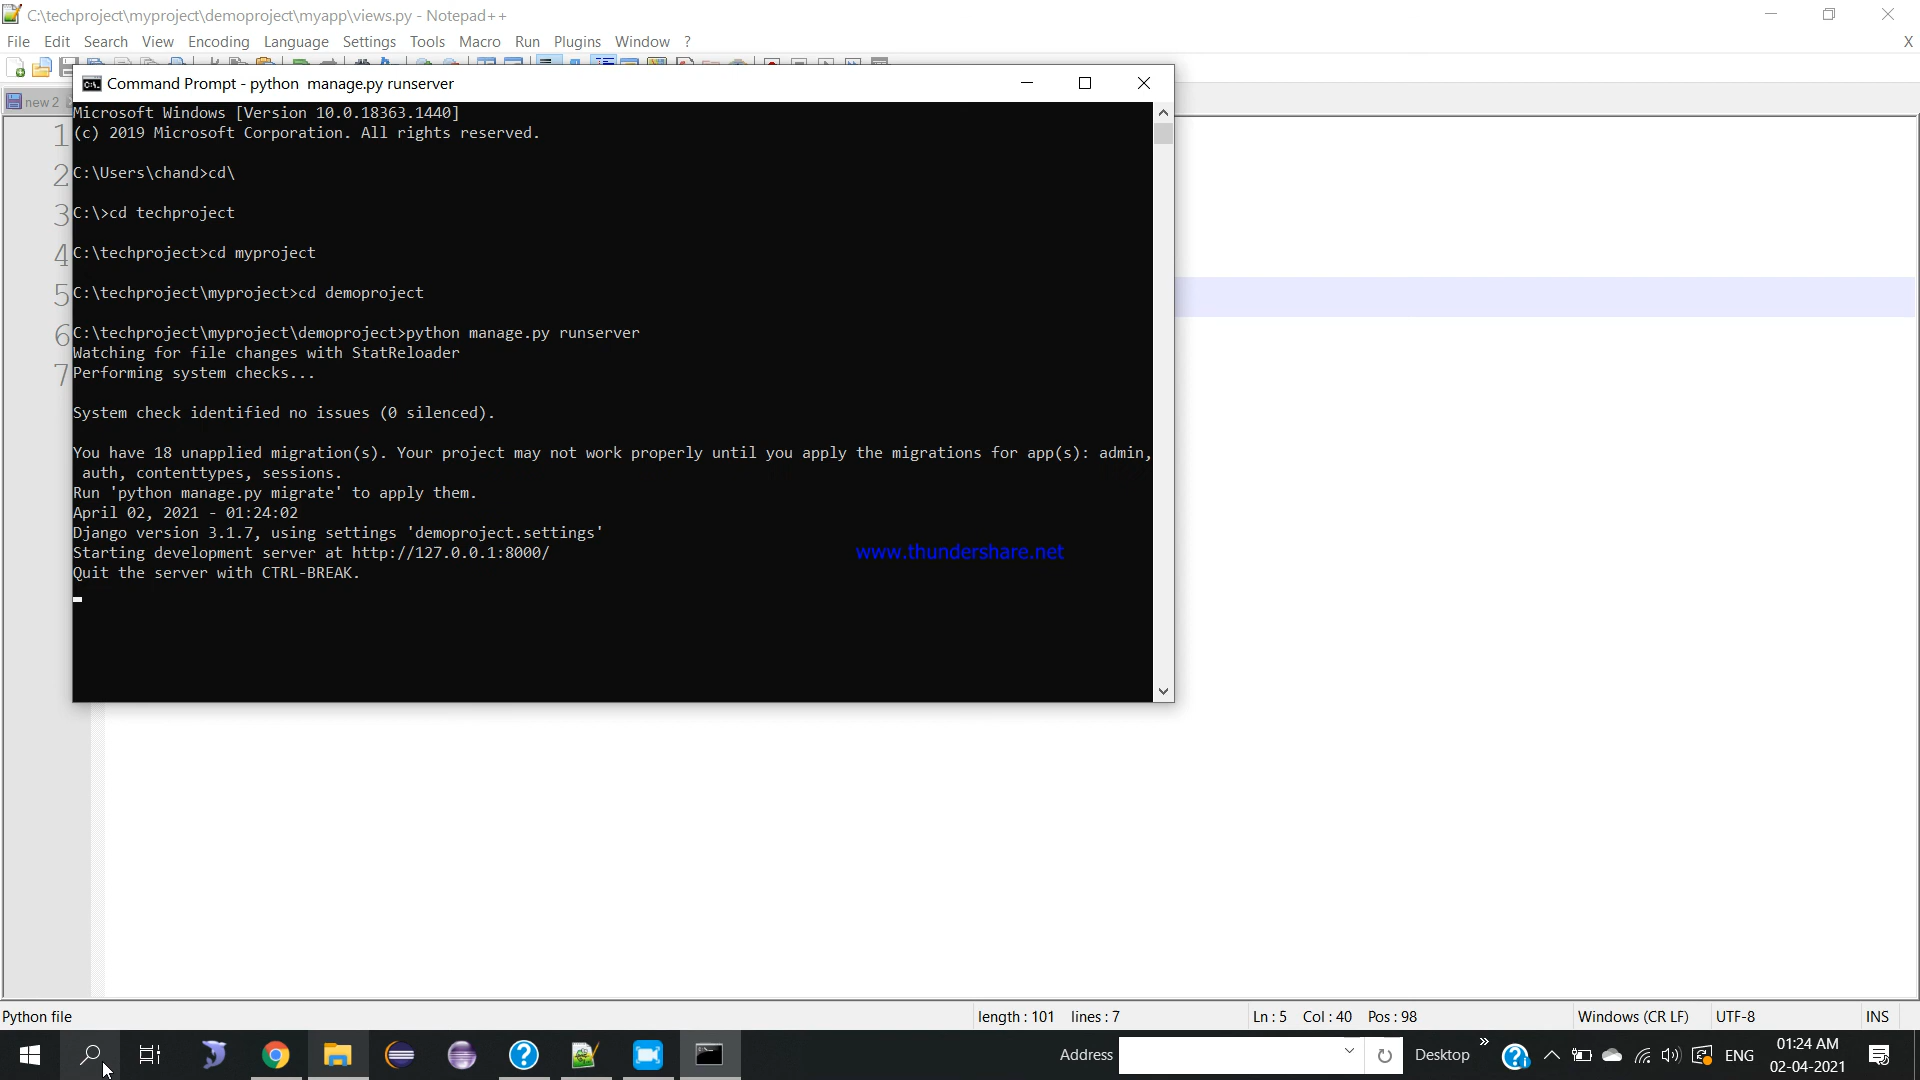 C:\techproject\myproject\demoproject\myapp\views.py - Notepad++
File Edit Search View Encoding Language Settings Tools Macro Run Plugins Window ? X
Command Prompt - python  manage.py runserver
new 2
1
2
3
4
5
6
7
Microsoft Windows [Version 10.0.18363.1440]
(c) 2019 Microsoft Corporation. All rights reserved.
C:\Users\chand>cd\
C:\>cd techproject
C:\techproject>cd myproject
C:\techproject\myproject>cd demoproject
C:\techproject\myproject\demoproject>python manage.py runserver
Watching for file changes with StatReloader
Performing system checks...
System check identified no issues (0 silenced).
You have 18 unapplied migration(s). Your project may not work properly until you apply the migrations for app(s): admin,
auth, contenttypes, sessions.
Run 'python manage.py migrate' to apply them.
April 02, 2021 - 01:24:02
Django version 3.1.7, using settings 'demoproject.settings'
Starting development server at http://127.0.0.1:8000/
Quit the server with CTRL-BREAK.
www.thundershare.net
Python file length : 101 lines : 7 Ln : 5 Col : 40 Pos : 98 Windows (CR LF) UTF-8 INS
Address Desktop ENG 01:24 AM
02-04-2021